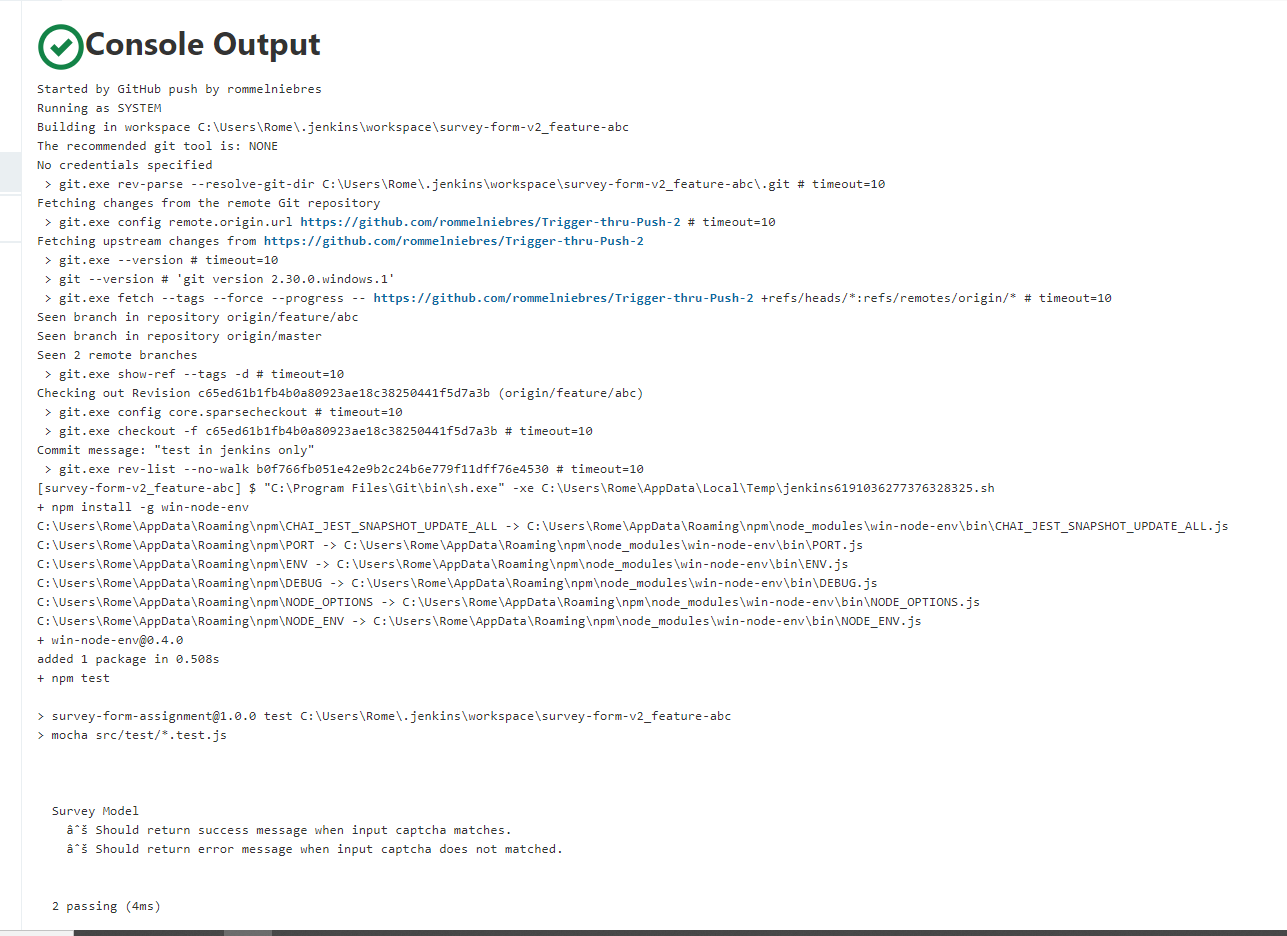 Console Output
Started by GitHub push by rommelniebres
Running as SYSTEM
Building in workspace C:\Users\Rome\.jenkins\workspace\survey-form-v2_feature-abc
The recommended git tool is: NONE
No credentials specified
> git.exe rev-parse --resolve-git-dir C:\Users\Rome\.jenkins\workspace\survey-form-v2_feature-abc\.git # timeout=10
Fetching changes from the remote Git repository
> git.exe config remote.origin.url https://github.com/rommelniebres/Trigger-thru-Push-2 # timeout=10
Fetching upstream changes from https://github.com/rommelniebres/Trigger-thru-Push-2
> git.exe --version # timeout=10
> git --version # 'git version 2.30.0.windows.1'
> git.exe fetch --tags --force --progress -- https://github.com/rommelniebres/Trigger-thru-Push-2 +refs/heads/*:refs/remotes/origin/* # timeout=10
Seen branch in repository origin/feature/abc
Seen branch in repository origin/master
Seen 2 remote branches
> git.exe show-ref --tags -d # timeout=10
Checking out Revision c65ed61b1fb4b0a80923ae18c38250441f5d7a3b (origin/feature/abc)
> git.exe config core.sparsecheckout # timeout=10
> git.exe checkout -f c65ed61b1fb4b0a80923ae18c38250441f5d7a3b # timeout=10
Commit message: "test in jenkins only"
> git.exe rev-list --no-walk b0f766fb051e42e9b2c24b6e779f11dff76e4530 # timeout=10
[survey-form-v2_feature-abc] $ "C:\Program Files\Git\bin\sh.exe" -xe C:\Users\Rome\AppData\Local\Temp\jenkins6191036277376328325.sh
+ npm install -g win-node-env
C:\Users\Rome\AppData\Roaming\npm\CHAI_JEST_SNAPSHOT_UPDATE_ALL -> C:\Users\Rome\AppData\Roaming\npm\node_modules\win-node-env\bin\CHAI_JEST_SNAPSHOT_UPDATE_ALL.js
C:\Users\Rome\AppData\Roaming\npm\PORT -> C:\Users\Rome\AppData\Roaming\npm\node_modules\win-node-env\bin\PORT.js
C:\Users\Rome\AppData\Roaming\npm\ENV -> C:\Users\Rome\AppData\Roaming\npm\node_modules\win-node-env\bin\ENV.js
C:\Users\Rome\AppData\Roaming\npm\DEBUG -> C:\Users\Rome\AppData\Roaming\npm\node_modules\win-node-env\bin\DEBUG.js
C:\Users\Rome\AppData\Roaming\npm\NODE_OPTIONS -> C:\Users\Rome\AppData\Roaming\npm\node_modules\win-node-env\bin\NODE_OPTIONS.js
C:\Users\Rome\AppData\Roaming\npm\NODE_ENV -> C:\Users\Rome\AppData\Roaming\npm\node_modules\win-node-env\bin\NODE_ENV.js
+ win-node-env@0.4.0
added 1 package in 0.508s
+ npm test
> survey-form-assignment@1.0.0 test C:\Users\Rome\.jenkins\workspace\survey-form-v2_feature-abc
> mocha src/test/*.test.js
Survey Model
âˆš Should return success message when input captcha matches.
âˆš Should return error message when input captcha does not matched.
2 passing (4ms)